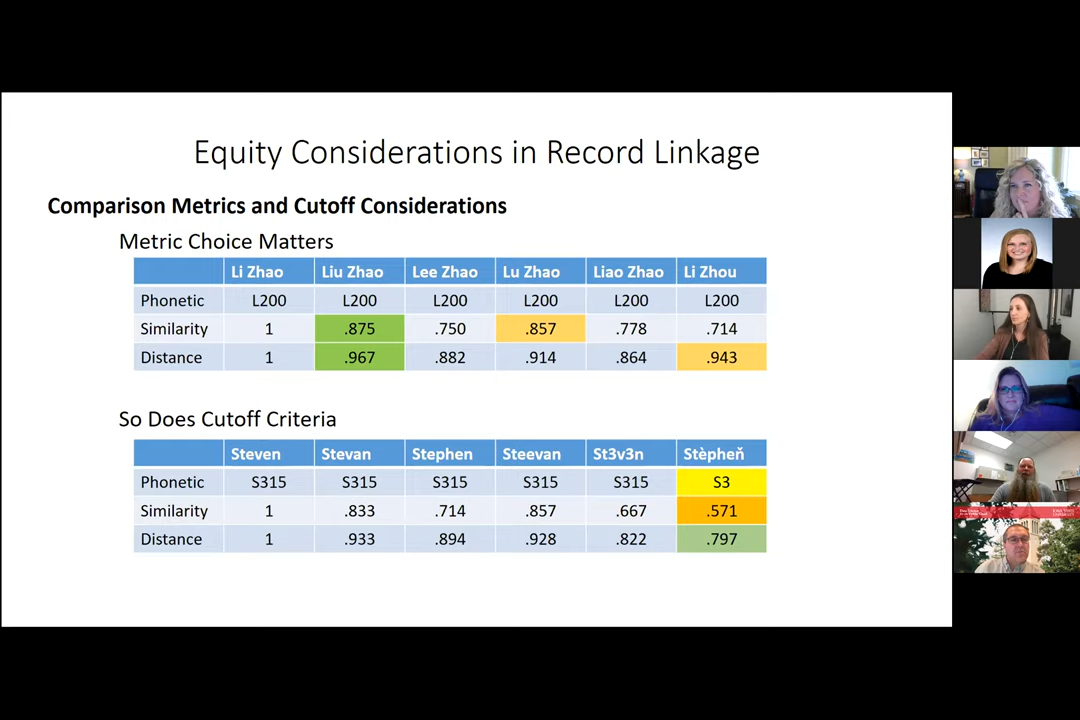 Equity Considerations in Record Linkage
Comparison Metrics and Cutoff Considerations
Metric Choice Matters
Li Zhao Liu Zhao Lee Zhao Lu Zhao Liao Zhao Li Zhou
Phonetic L200 L200 L200 L200 L200 L200
Similarity 1 .875 .750 .857 .778 .714
Distance 1 .967 .882 .914 .864 .943
So Does Cutoff Criteria
Steven Stevan Stephen Steevan St3v3n Stèpheň
Phonetic S315 S315 S315 S315 S315 S3
Similarity 1 .833 .714 .857 .667 .571
Distance 1 .933 .894 .928 .822 .797